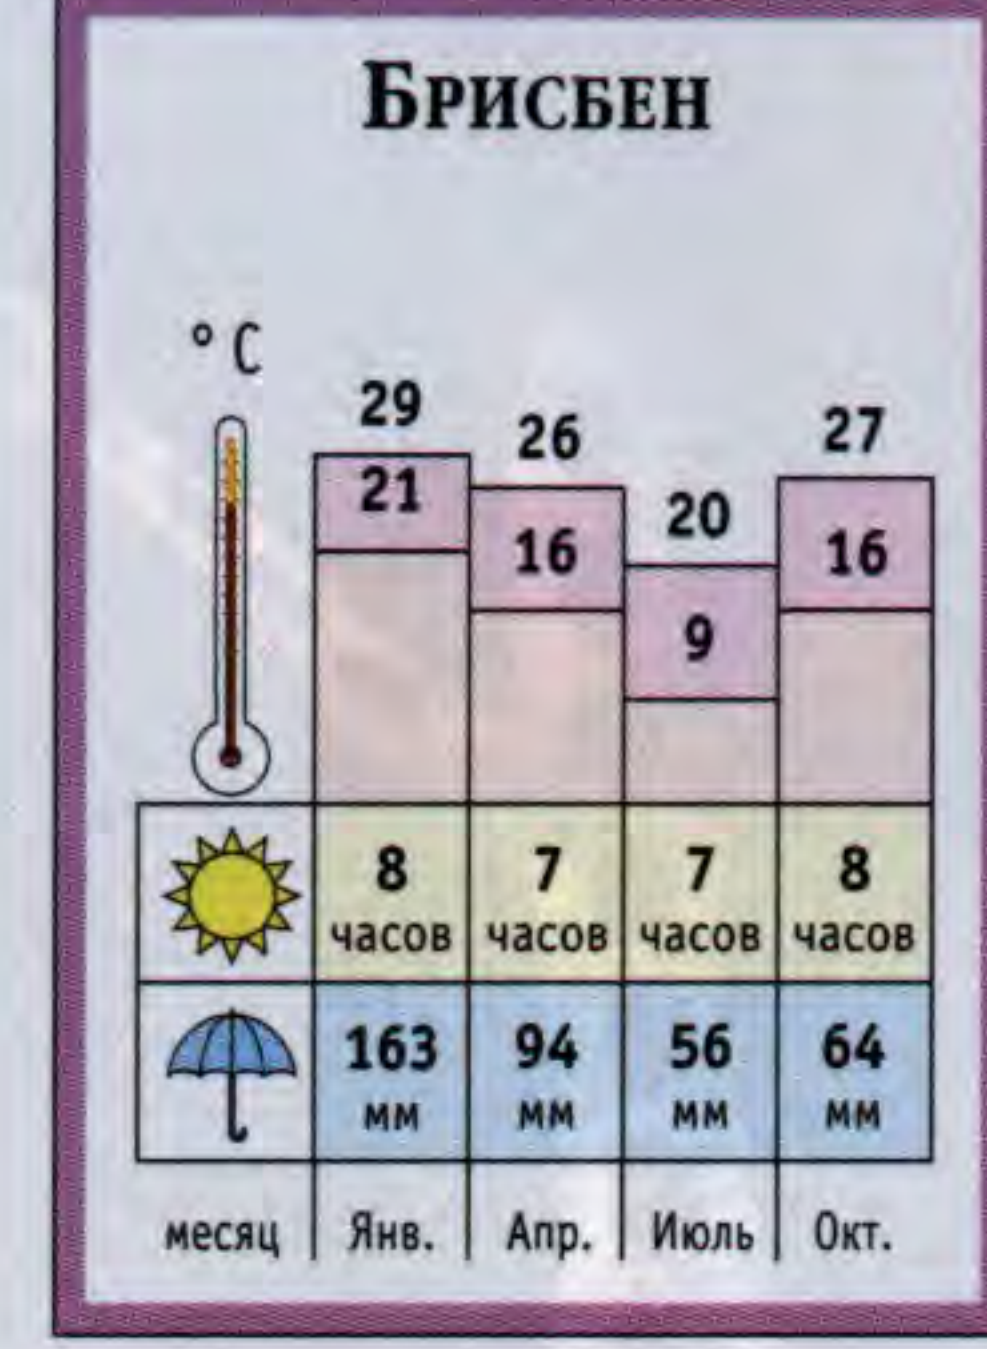 БРИСБЕН
° C
29 26 20 27
21 16 9 16
8 часов 7 часов 7 часов 8 часов
163 мм 94 мм 56 мм 64 мм
месяц Янв. Апр. Июль Окт.